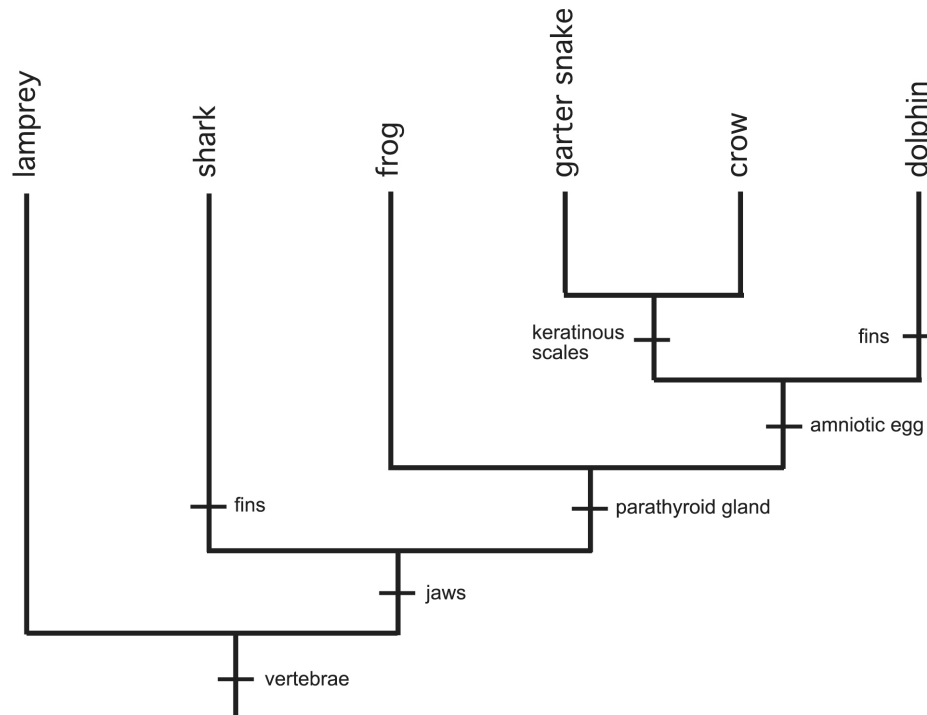 lamprey
shark
frog
garter snake
crow
dolphin
keratinous
scales
fins
amniotic egg
fins
parathyroid gland
jaws
vertebrae